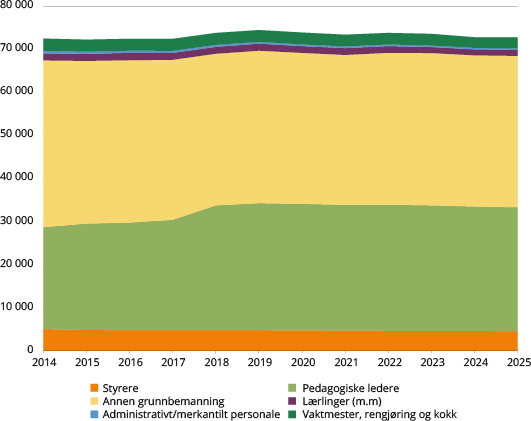 80 000
70 000
60 000
50 000
40 000
30 000
20 000
10 000
0
2014 2015 2016 2017 2018 2019 2020 2021 2022 2023 2024 2025
Styrere Pedagogiske ledere
Annen grunnbemanning Lærlinger (m.m)
Administrativt/merkantilt personale Vaktmester, rengjøring og kokk